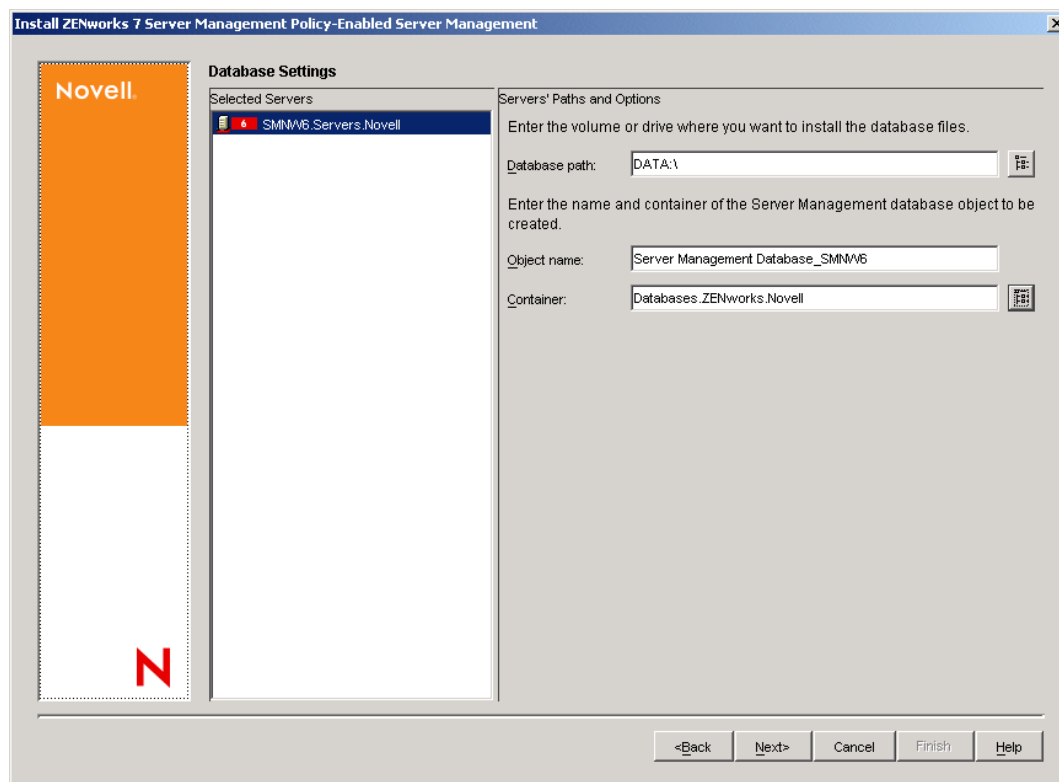 Install ZENworks 7 Server Management Policy-Enabled Server Management
Novell.
Database Settings
Selected Servers
6 SMNW6.Servers.Novell
Servers' Paths and Options
Enter the volume or drive where you want to install the database files.
Database path: DATA:\
Enter the name and container of the Server Management database object to be
created.
Object name: Server Management Database_SMNW6
Container: Databases.ZENworks.Novell
N
<Back Next> Cancel Finish Help